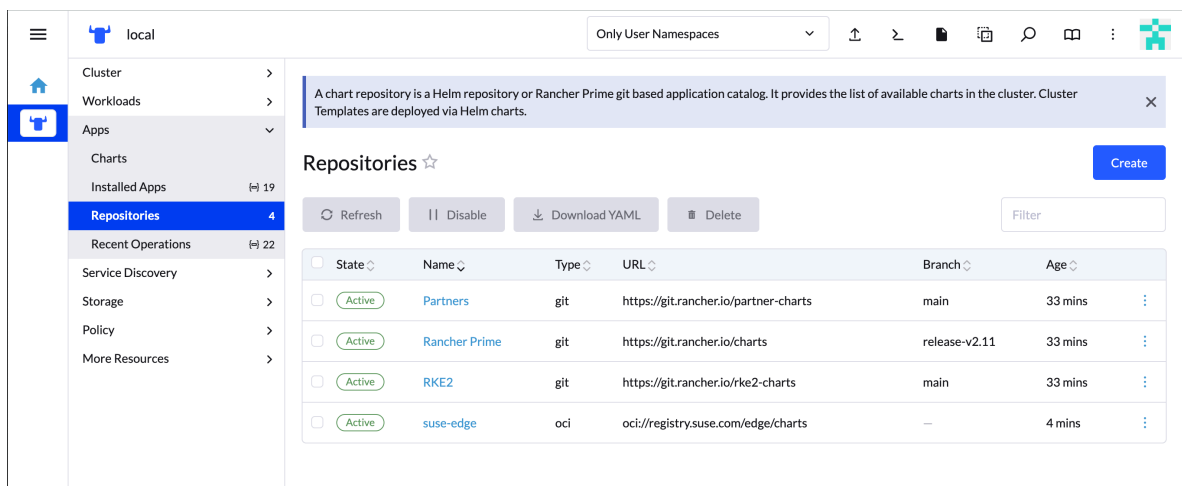 local
Only User Namespaces
Cluster
Workloads
Apps
Charts
Installed Apps 19
Repositories 4
Recent Operations 22
Service Discovery
Storage
Policy
More Resources
A chart repository is a Helm repository or Rancher Prime git based application catalog. It provides the list of available charts in the cluster. Cluster
Templates are deployed via Helm charts.
Repositories
Create
Refresh Disable Download YAML Delete Filter
State Name Type URL Branch Age
Active Partners git https://git.rancher.io/partner-charts main 33 mins
Active Rancher Prime git https://git.rancher.io/charts release-v2.11 33 mins
Active RKE2 git https://git.rancher.io/rke2-charts main 33 mins
Active suse-edge oci oci://registry.suse.com/edge/charts — 4 mins